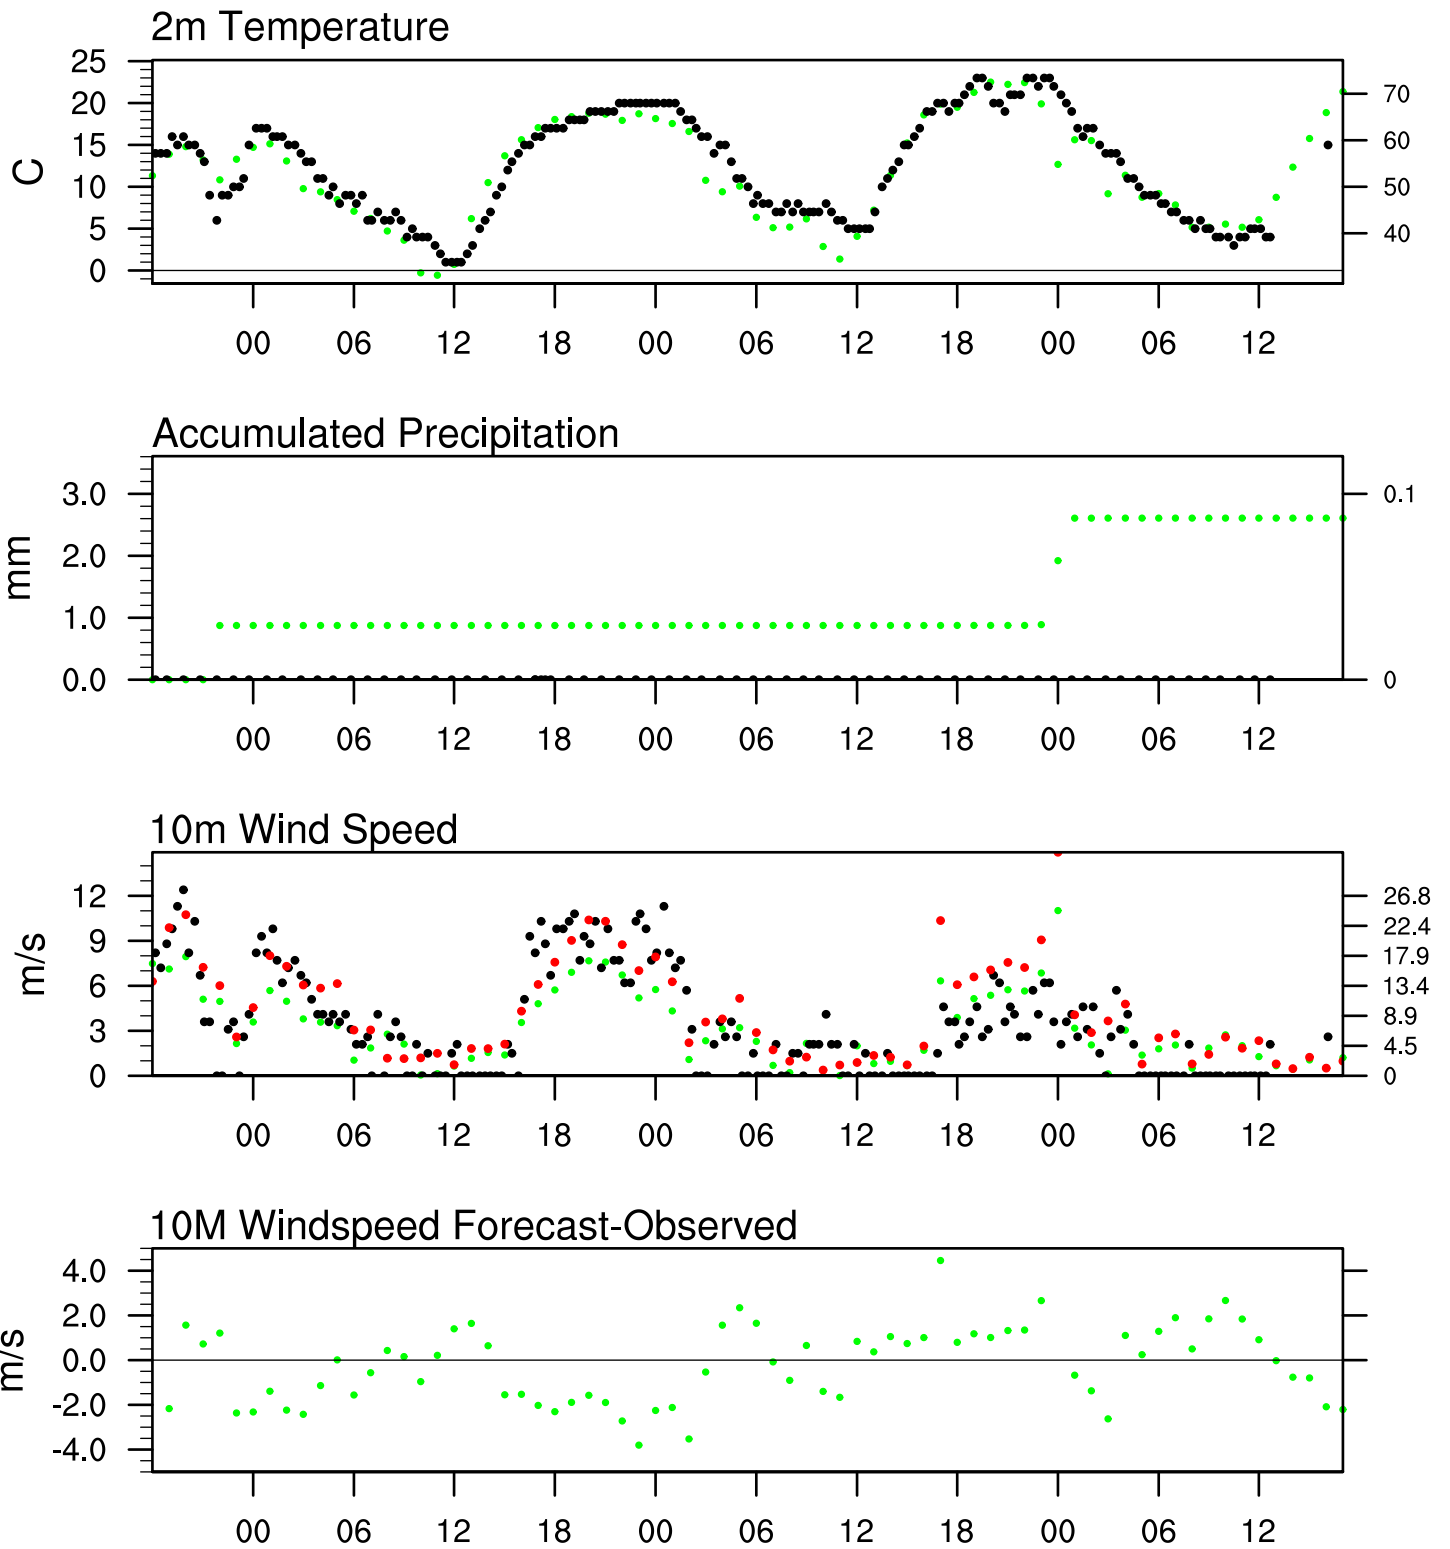 2m Temperature
25
20
15
10
5
0
C
70
60
50
40
00 06 12 18 00 06 12 18 00 06 12
Accumulated Precipitation
3.0
2.0
1.0
0.0
mm
0.1
0
00 06 12 18 00 06 12 18 00 06 12
10m Wind Speed
12
9
6
3
0
m/s
26.8
22.4
17.9
13.4
8.9
4.5
0
00 06 12 18 00 06 12 18 00 06 12
10M Windspeed Forecast-Observed
4.0
2.0
0.0
-2.0
-4.0
m/s
00 06 12 18 00 06 12 18 00 06 12